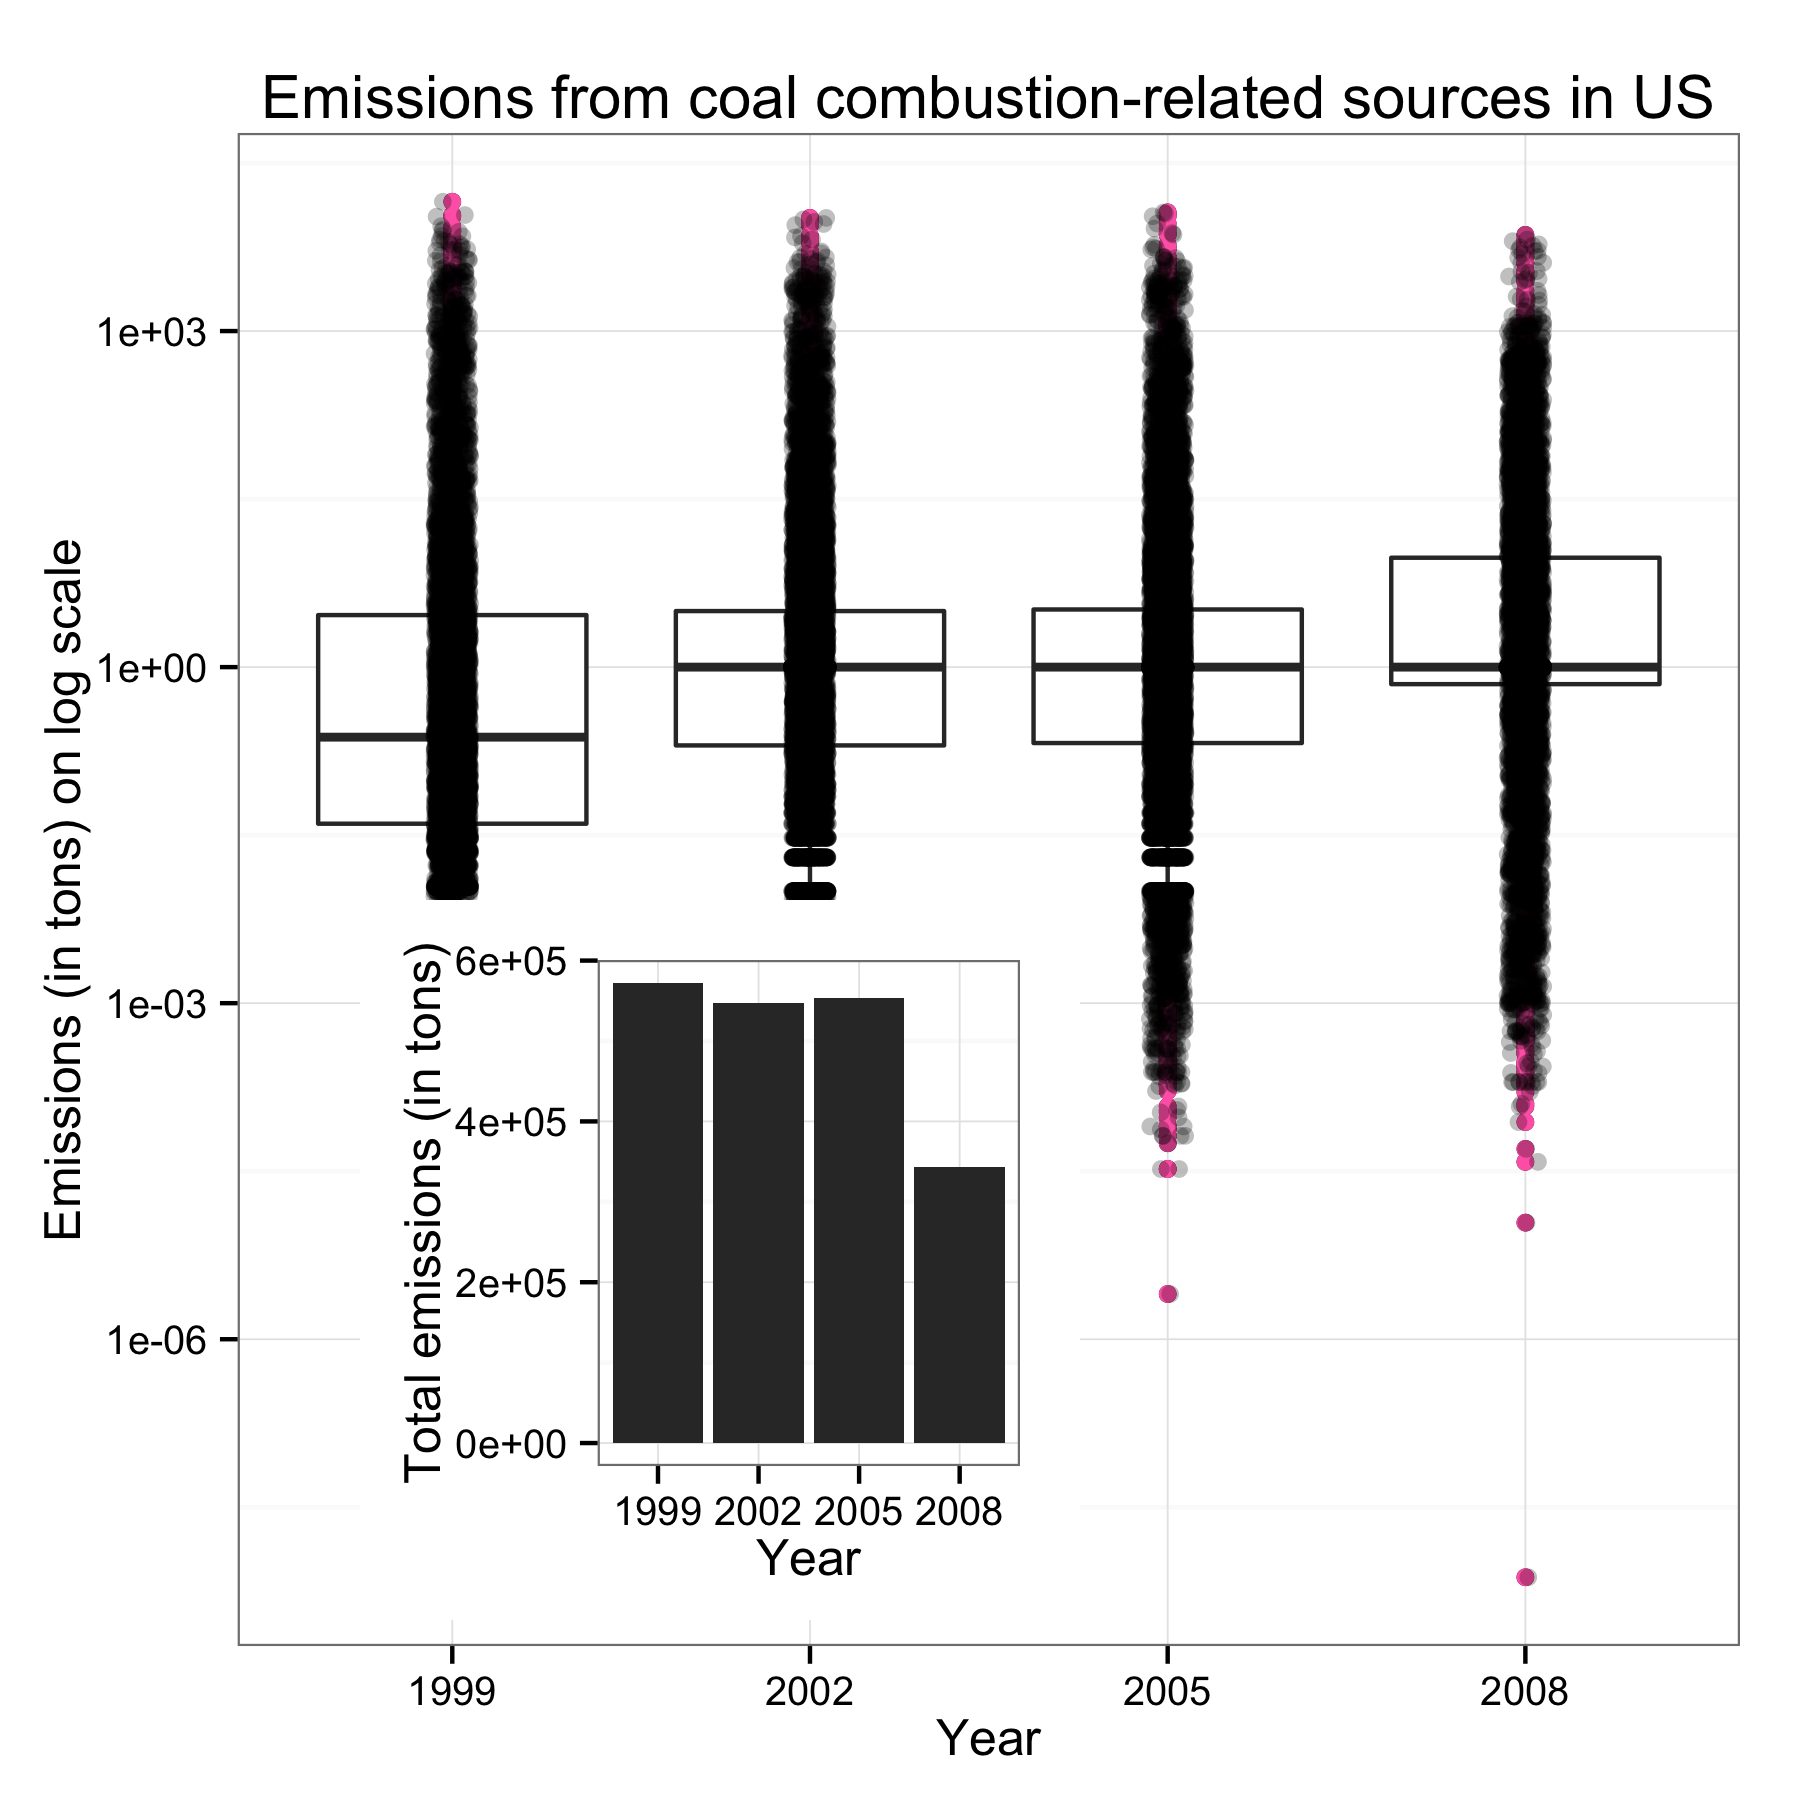 Emissions from coal combustion-related sources in US
Emissions (in tons) on log scale
1e+03
1e+00
1e-03
1e-06
Total emissions (in tons)
6e+05
4e+05
2e+05
0e+00
1999 2002 2005 2008
Year
1999 2002 2005 2008
Year